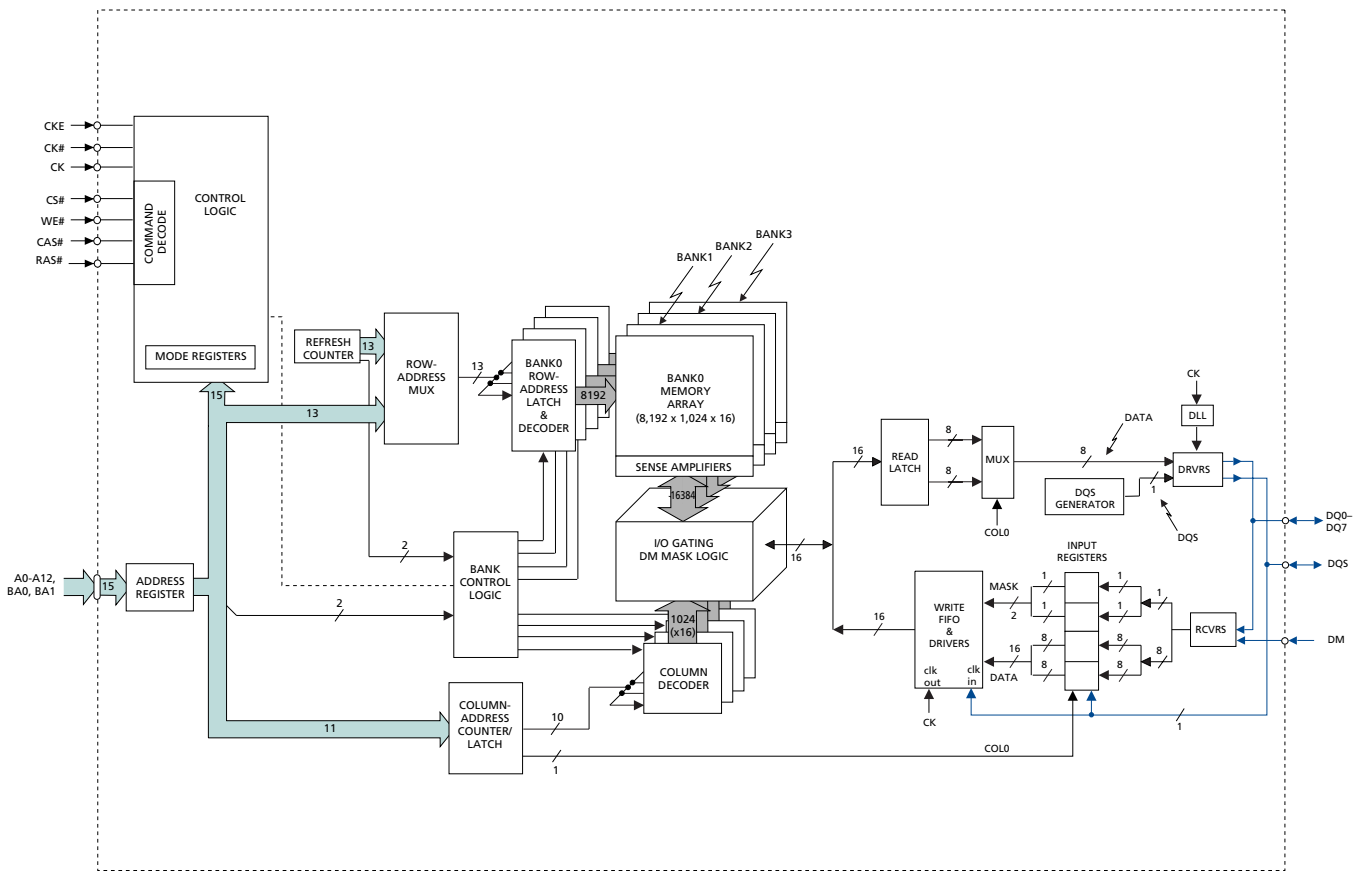 CKE
CK#
CK
CS#
WE#
CAS#
RAS#
COMMAND
DECODE
CONTROL
LOGIC
MODE REGISTERS
15
13
REFRESH
COUNTER
13
ROW-
ADDRESS
MUX
13
BANK0
ROW-
ADDRESS
LATCH
&
DECODER
8192
BANK1
BANK2
BANK3
BANK0
MEMORY
ARRAY
(8,192 x 1,024 x 16)
SENSE AMPLIFIERS
16384
I/O GATING
DM MASK LOGIC
16
1024
(x16)
COLUMN
DECODER
A0-A12,
BA0, BA1
15
ADDRESS
REGISTER
2
2
BANK
CONTROL
LOGIC
11
COLUMN-
ADDRESS
COUNTER/
LATCH
10
1
COL0
16
READ
LATCH
8
8
MUX
COL0
8
DATA
CK
DLL
DRVRS
DQS
GENERATOR
1
DQS
DQ0–
DQ7
DQS
DM
INPUT
REGISTERS
16
WRITE
FIFO
&
DRIVERS
clk
out
clk
in
CK
MASK
2
16
DATA
1
1
8
8
1
1
8
8
1
8
RCVRS
1